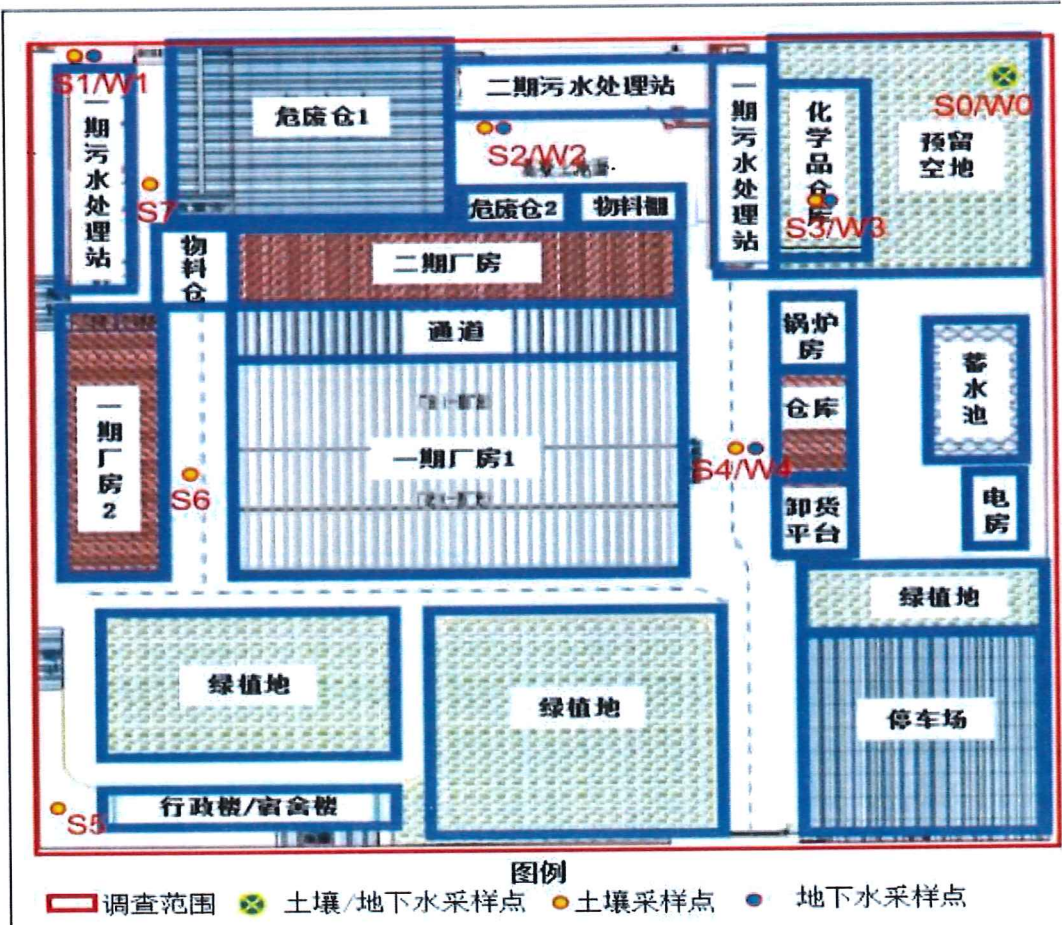 S1/W1
一期污水处理站
S7
危废仓1
二期污水处理站
S2/W2
危废仓2
物料棚
一期污水处理站
化学品仓库
S3/W3
S0/W0
预留
空地
物料仓
二期厂房
通道
一期厂房1
一期厂房2
S6
S4/W4
锅炉
房
仓库
卸货
平台
蓄水池
电房
绿植地
绿植地
绿植地
停车场
行政楼/宿舍楼
S5
图例
调查范围 土壤/地下水采样点 土壤采样点 地下水采样点